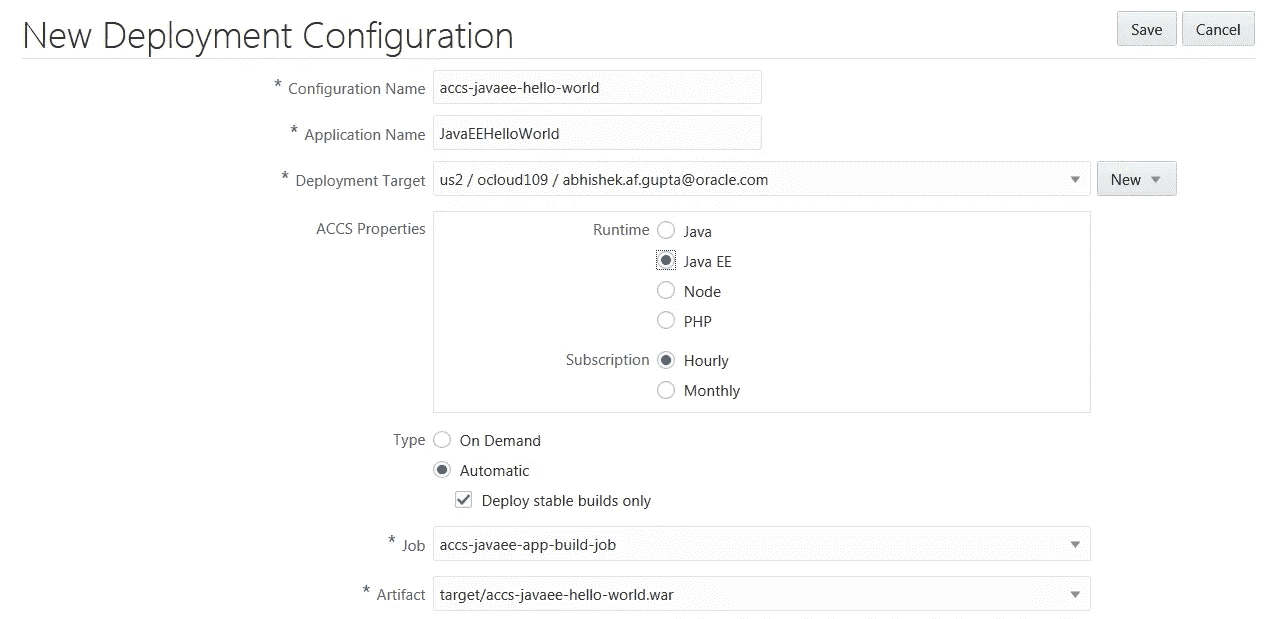 New Deployment Configuration
Save Cancel
* Configuration Name accs-javaee-hello-world
* Application Name JavaEEHelloWorld
* Deployment Target us2 / ocloud109 / abhishek.af.gupta@oracle.com New
ACCS Properties Runtime Java
Java EE
Node
PHP
Subscription Hourly
Monthly
Type On Demand
Automatic
Deploy stable builds only
* Job accs-javaee-app-build-job
* Artifact target/accs-javaee-hello-world.war